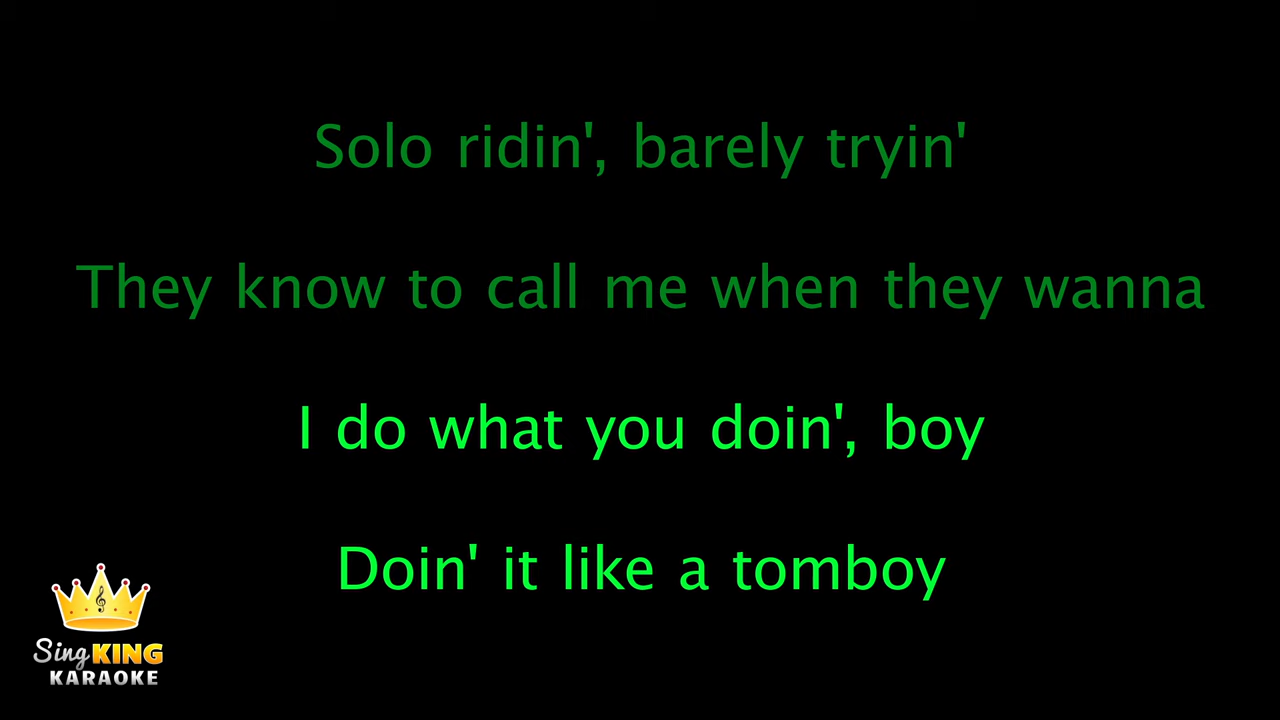 Solo ridin', barely tryin'
They know to call me when they wanna
I do what you doin', boy
Doin' it like a tomboy
Sing KING
KARAOKE